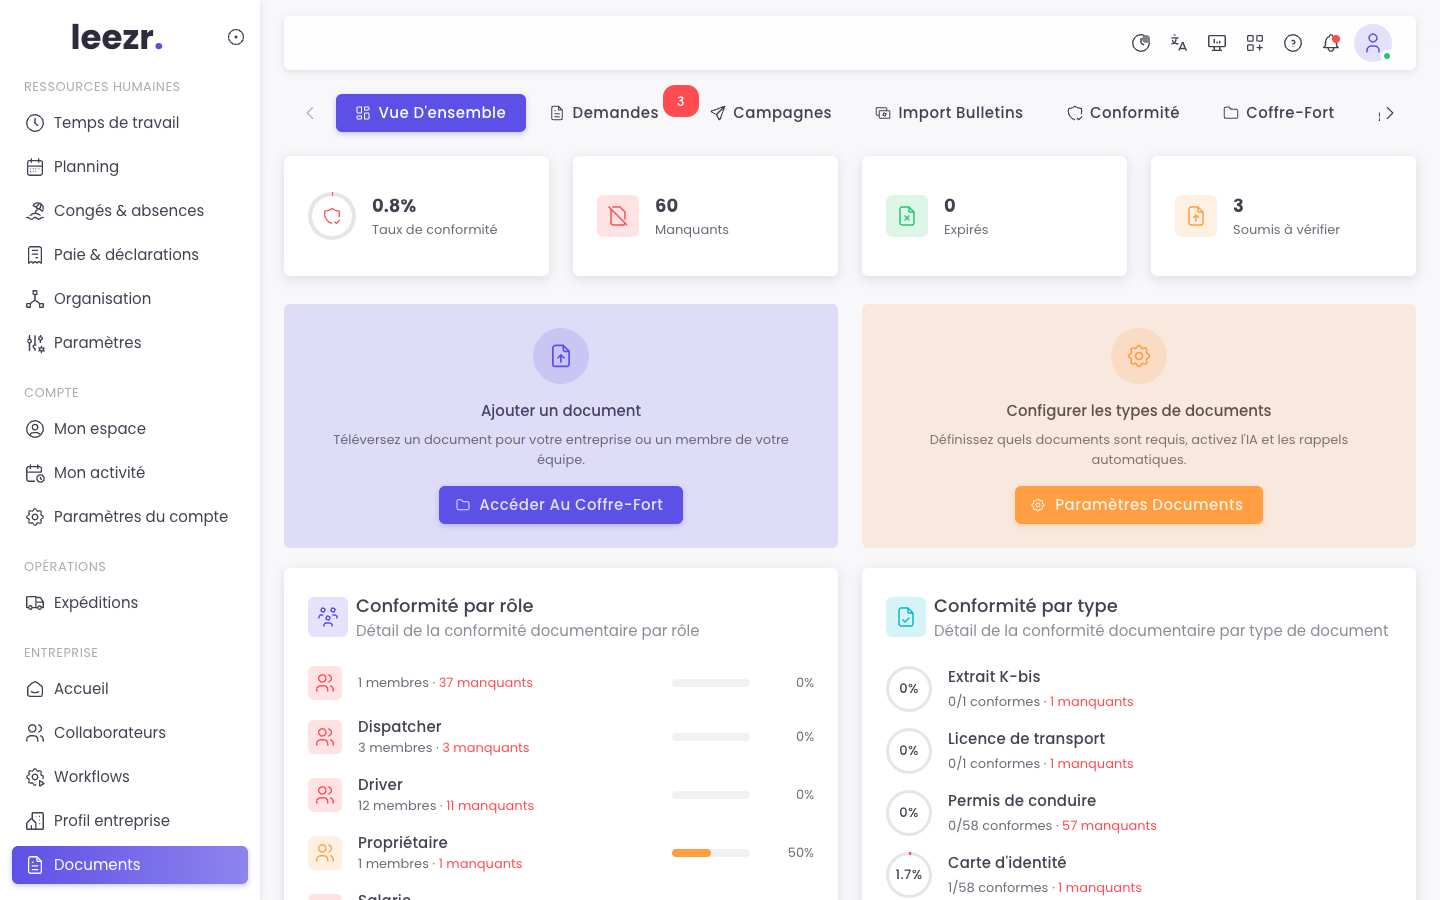 leezr.
RESSOURCES HUMAINES
Temps de travail
Planning
Congés & absences
Paie & déclarations
Organisation
Paramètres
COMPTE
Mon espace
Mon activité
Paramètres du compte
OPÉRATIONS
Expéditions
ENTREPRISE
Accueil
Collaborateurs
Workflows
Profil entreprise
Documents
Vue D'ensemble
Demandes
3
Campagnes
Import Bulletins
Conformité
Coffre-Fort
0.8%
Taux de conformité
60
Manquants
0
Expirés
3
Soumis à vérifier
Ajouter un document
Téléversez un document pour votre entreprise ou un membre de votre
équipe.
Accéder Au Coffre-Fort
Configurer les types de documents
Définissez quels documents sont requis, activez l'IA et les rappels
automatiques.
Paramètres Documents
Conformité par rôle
Détail de la conformité documentaire par rôle
1 membres · 37 manquants
0%
Dispatcher
3 membres · 3 manquants
0%
Driver
12 membres · 11 manquants
0%
Propriétaire
1 membres · 1 manquants
50%
Salarie
Conformité par type
Détail de la conformité documentaire par type de document
0%
Extrait K-bis
0/1 conformes · 1 manquants
0%
Licence de transport
0/1 conformes · 1 manquants
0%
Permis de conduire
0/58 conformes · 57 manquants
1.7%
Carte d'identité
1/58 conformes · 1 manquants